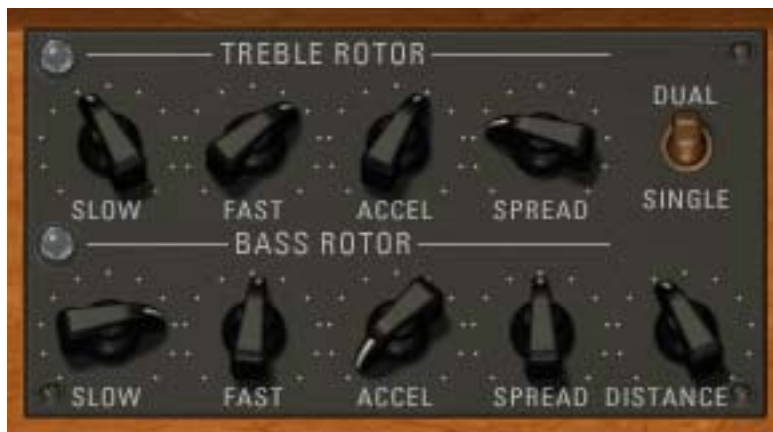 TREBLE ROTOR
DUAL
SLOW FAST ACCEL SPREAD SINGLE
BASS ROTOR
SLOW FAST ACCEL SPREAD DISTANCE